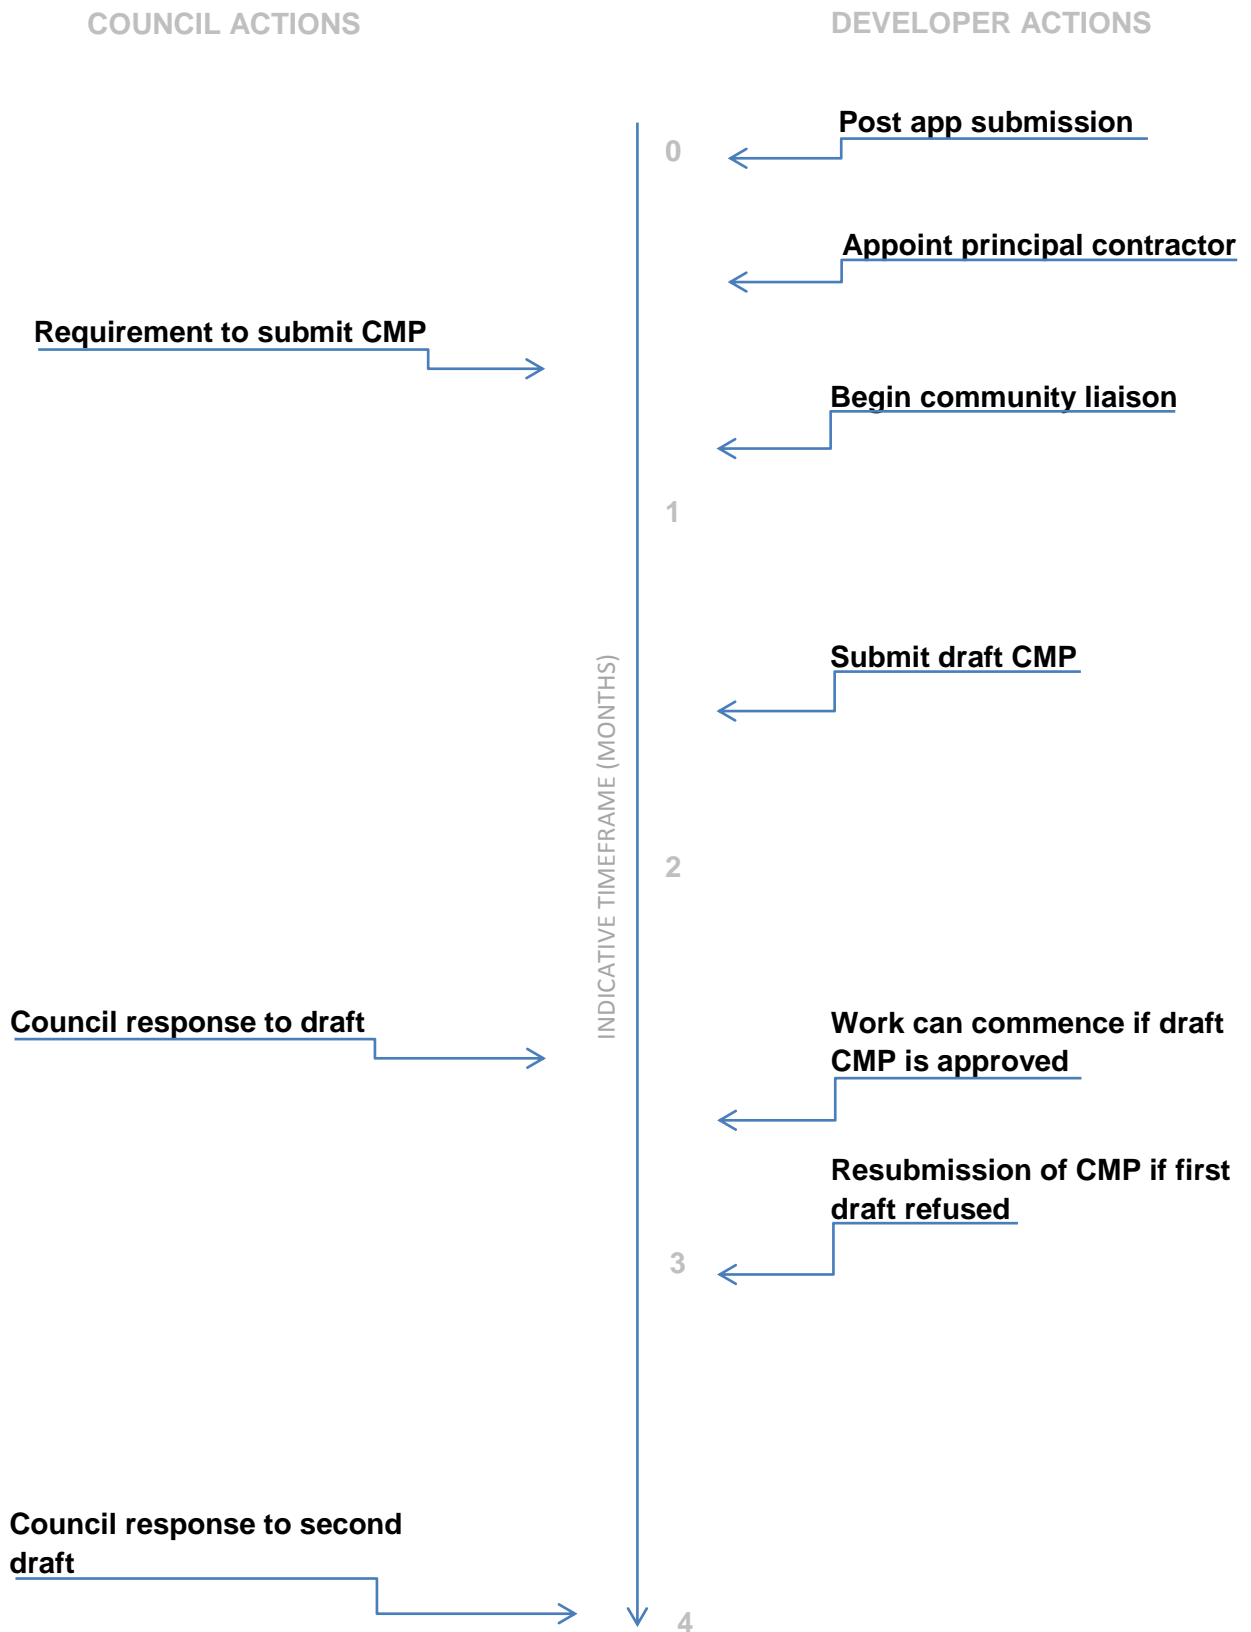 COUNCIL ACTIONS
DEVELOPER ACTIONS
Post app submission
0
Appoint principal contractor
Requirement to submit CMP
Begin community liaison
1
Submit draft CMP
INDICATIVE TIMEFRAME (MONTHS)
2
Council response to draft
Work can commence if draft
CMP is approved
Resubmission of CMP if first
draft refused
3
Council response to second
draft
4